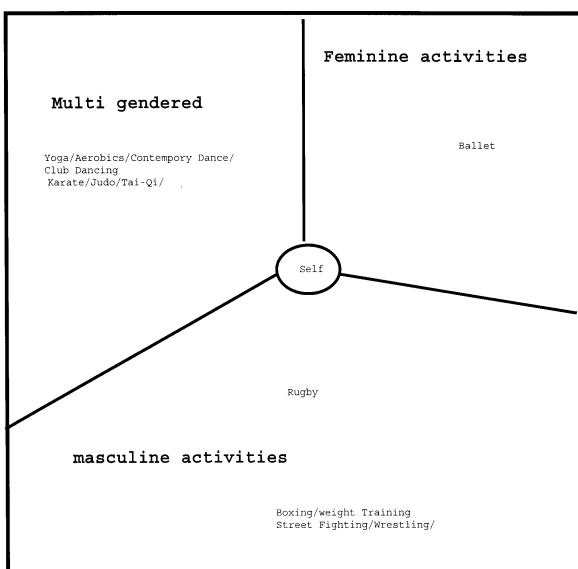 Feminine activities
Multi gendered
Ballet
Yoga/Aerobics/Contempory Dance/
Club Dancing
Karate/Judo/Tai-Qi/
Self
Rugby
masculine activities
Boxing/weight Training
Street Fighting/Wrestling/